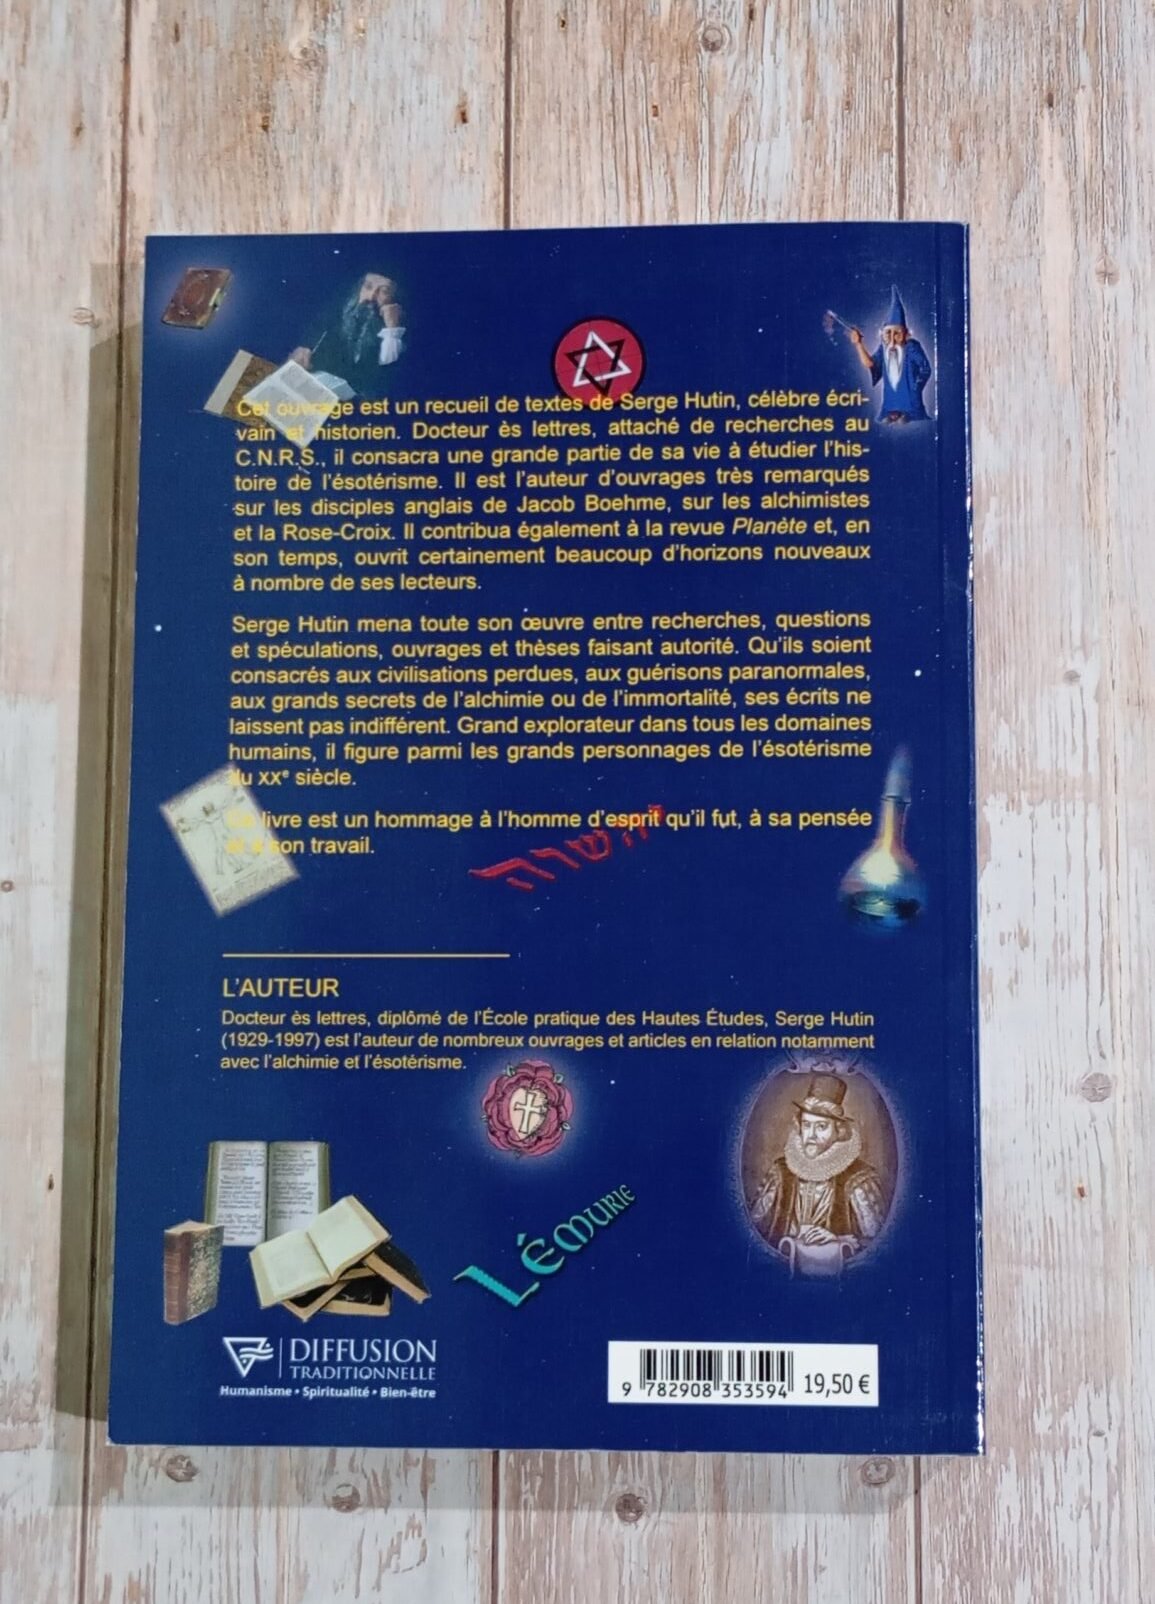 Cet ouvrage est un recueil de textes de Serge Hutin, célèbre écri-
vain et historien. Docteur ès lettres, attaché de recherches au
C.N.R.S., il consacra une grande partie de sa vie à étudier l'his-
toire de l'ésotérisme. Il est l'auteur d'ouvrages très remarqués
sur les disciples anglais de Jacob Boehme, sur les alchimistes
et la Rose-Croix. Il contribua également à la revue Planète et, en
son temps, ouvrit certainement beaucoup d'horizons nouveaux
à nombre de ses lecteurs.
Serge Hutin mena toute son œuvre entre recherches, questions
et spéculations, ouvrages et thèses faisant autorité. Qu'ils soient
consacrés aux civilisations perdues, aux guérisons paranormales,
aux grands secrets de l'alchimie ou de l'immortalité, ses écrits ne
laissent pas indifférent. Grand explorateur dans tous les domaines
humains, il figure parmi les grands personnages de l'ésotérisme
du XXe siècle.
Ce livre est un hommage à l'homme d'esprit qu'il fut, à sa pensée
et à son travail.
יהשוה
L'AUTEUR
Docteur ès lettres, diplômé de l'École pratique des Hautes Études, Serge Hutin
(1929-1997) est l'auteur de nombreux ouvrages et articles en relation notamment
avec l'alchimie et l'ésotérisme.
LÉMURIE
DIFFUSION
TRADITIONNELLE
Humanisme • Spiritualité • Bien-être
9 782908 353594 19,50 €